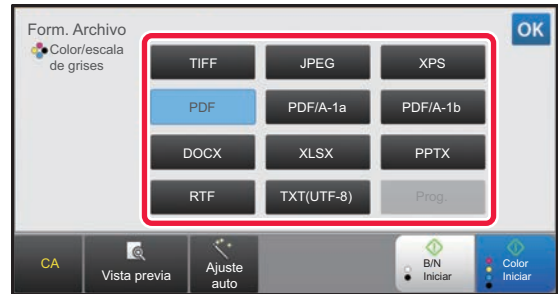 Form. Archivo
OK
Color/escala
de grises
TIFF
JPEG
XPS
PDF
PDF/A-1a
PDF/A-1b
DOCX
XLSX
PPTX
RTF
TXT(UTF-8)
Prog.
CA
Vista previa
Ajuste
auto
B/N
Iniciar
Color
Iniciar